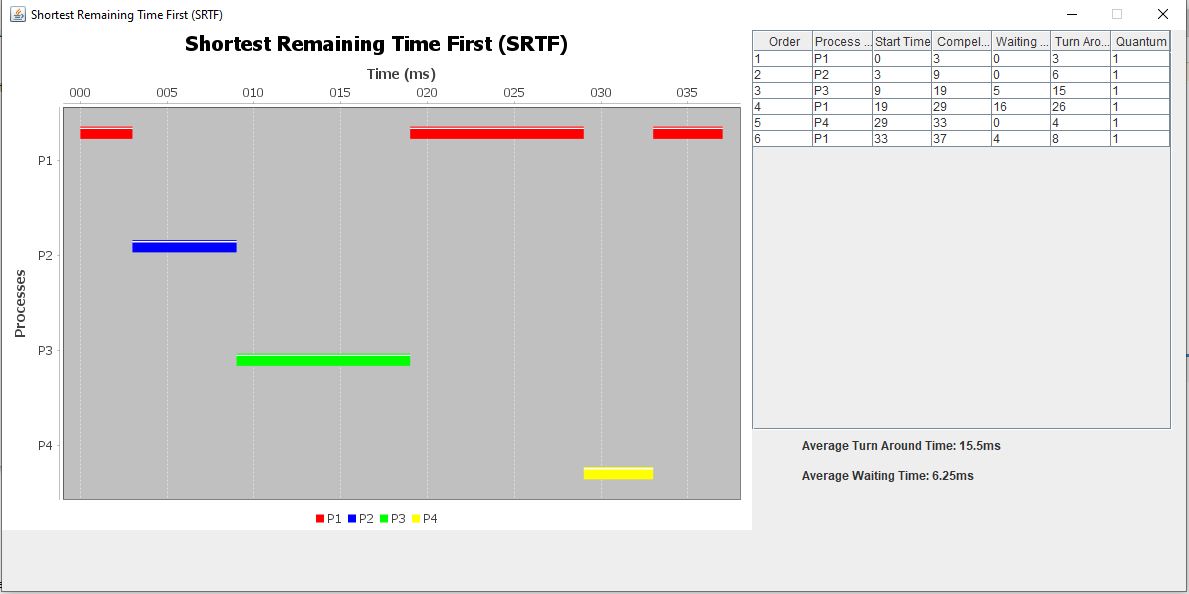 Shortest Remaining Time First (SRTF)
Shortest Remaining Time First (SRTF)
Time (ms)
000 005 010 015 020 025 030 035
Processes
P1
P2
P3
P4
P1 P2 P3 P4
Order Process ... Start Time Compel... Waiting ... Turn Aro... Quantum
1 P1 0 3 0 3 1
2 P2 3 9 0 6 1
3 P3 9 19 5 15 1
4 P1 19 29 16 26 1
5 P4 29 33 0 4 1
6 P1 33 37 4 8 1
Average Turn Around Time: 15.5ms
Average Waiting Time: 6.25ms